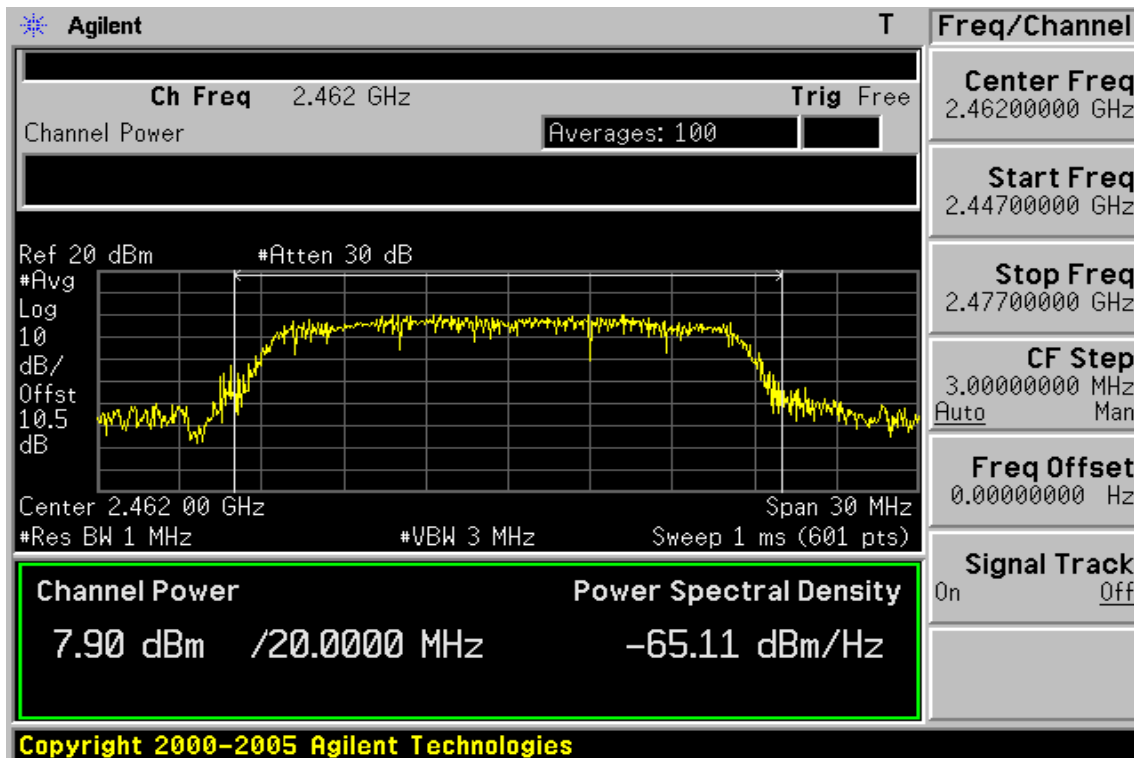 Agilent T
Ch Freq 2.462 GHz Trig Free
Channel Power Averages: 100
Ref 20 dBm #Atten 30 dB
#Avg
Log
10
dB/
Offst
10.5
dB
Center 2.462 00 GHz Span 30 MHz
#Res BW 1 MHz #VBW 3 MHz Sweep 1 ms (601 pts)
Channel Power Power Spectral Density
7.90 dBm /20.0000 MHz -65.11 dBm/Hz
Copyright 2000-2005 Agilent Technologies
Freq/Channel
Center Freq
2.46200000 GHz
Start Freq
2.44700000 GHz
Stop Freq
2.47700000 GHz
CF Step
3.00000000 MHz
Auto Man
Freq Offset
0.00000000 Hz
Signal Track
On Off